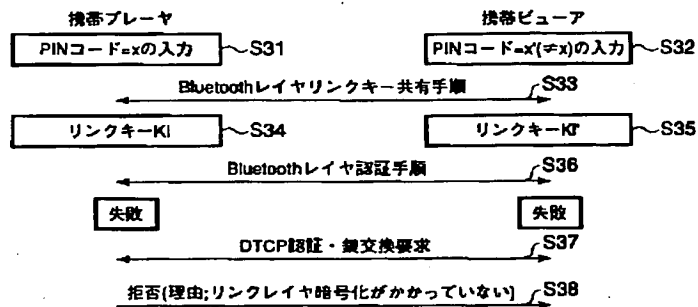 携帯プレーヤ
携帯ビューア
PINコード=xの入力
S31
PINコード=x'(≠x)の入力
S32
Bluetoothレイヤリンクキー共有手順
S33
リンクキーKl
S34
リンクキーKl'
S35
Bluetoothレイヤ認証手順
S36
失敗
失敗
DTCP認証・鍵交換要求
S37
拒否(理由;リンクレイヤ暗号化がかかっていない)
S38